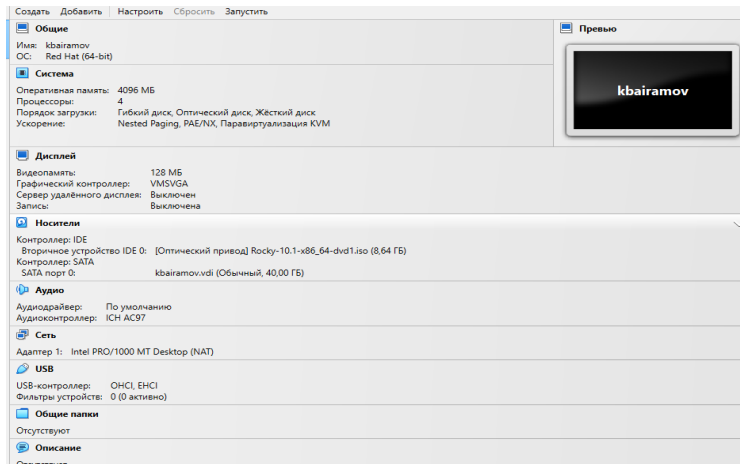 Создать Добавить Настроить Сбросить Запустить
Общие
Имя: kbairamov
ОС: Red Hat (64-bit)
Превью
kbairamov
Система
Оперативная память: 4096 МБ
Процессоры: 4
Порядок загрузки: Гибкий диск, Оптический диск, Жёсткий диск
Ускорение: Nested Paging, PAE/NX, Паравиртуализация KVM
Дисплей
Видеопамять: 128 МБ
Графический контроллер: VMSVGA
Сервер удалённого дисплея: Выключен
Запись: Выключена
Носители
Контроллер: IDE
Вторичное устройство IDE 0: [Оптический привод] Rocky-10.1-x86_64-dvd1.iso (8,64 ГБ)
Контроллер: SATA
SATA порт 0: kbairamov.vdi (Обычный, 40,00 ГБ)
Аудио
Аудиодрайвер: По умолчанию
Аудиоконтроллер: ICH AC97
Сеть
Адаптер 1: Intel PRO/1000 MT Desktop (NAT)
USB
USB-контроллер: OHCI, EHCI
Фильтры устройств: 0 (0 активно)
Общие папки
Отсутствуют
Описание